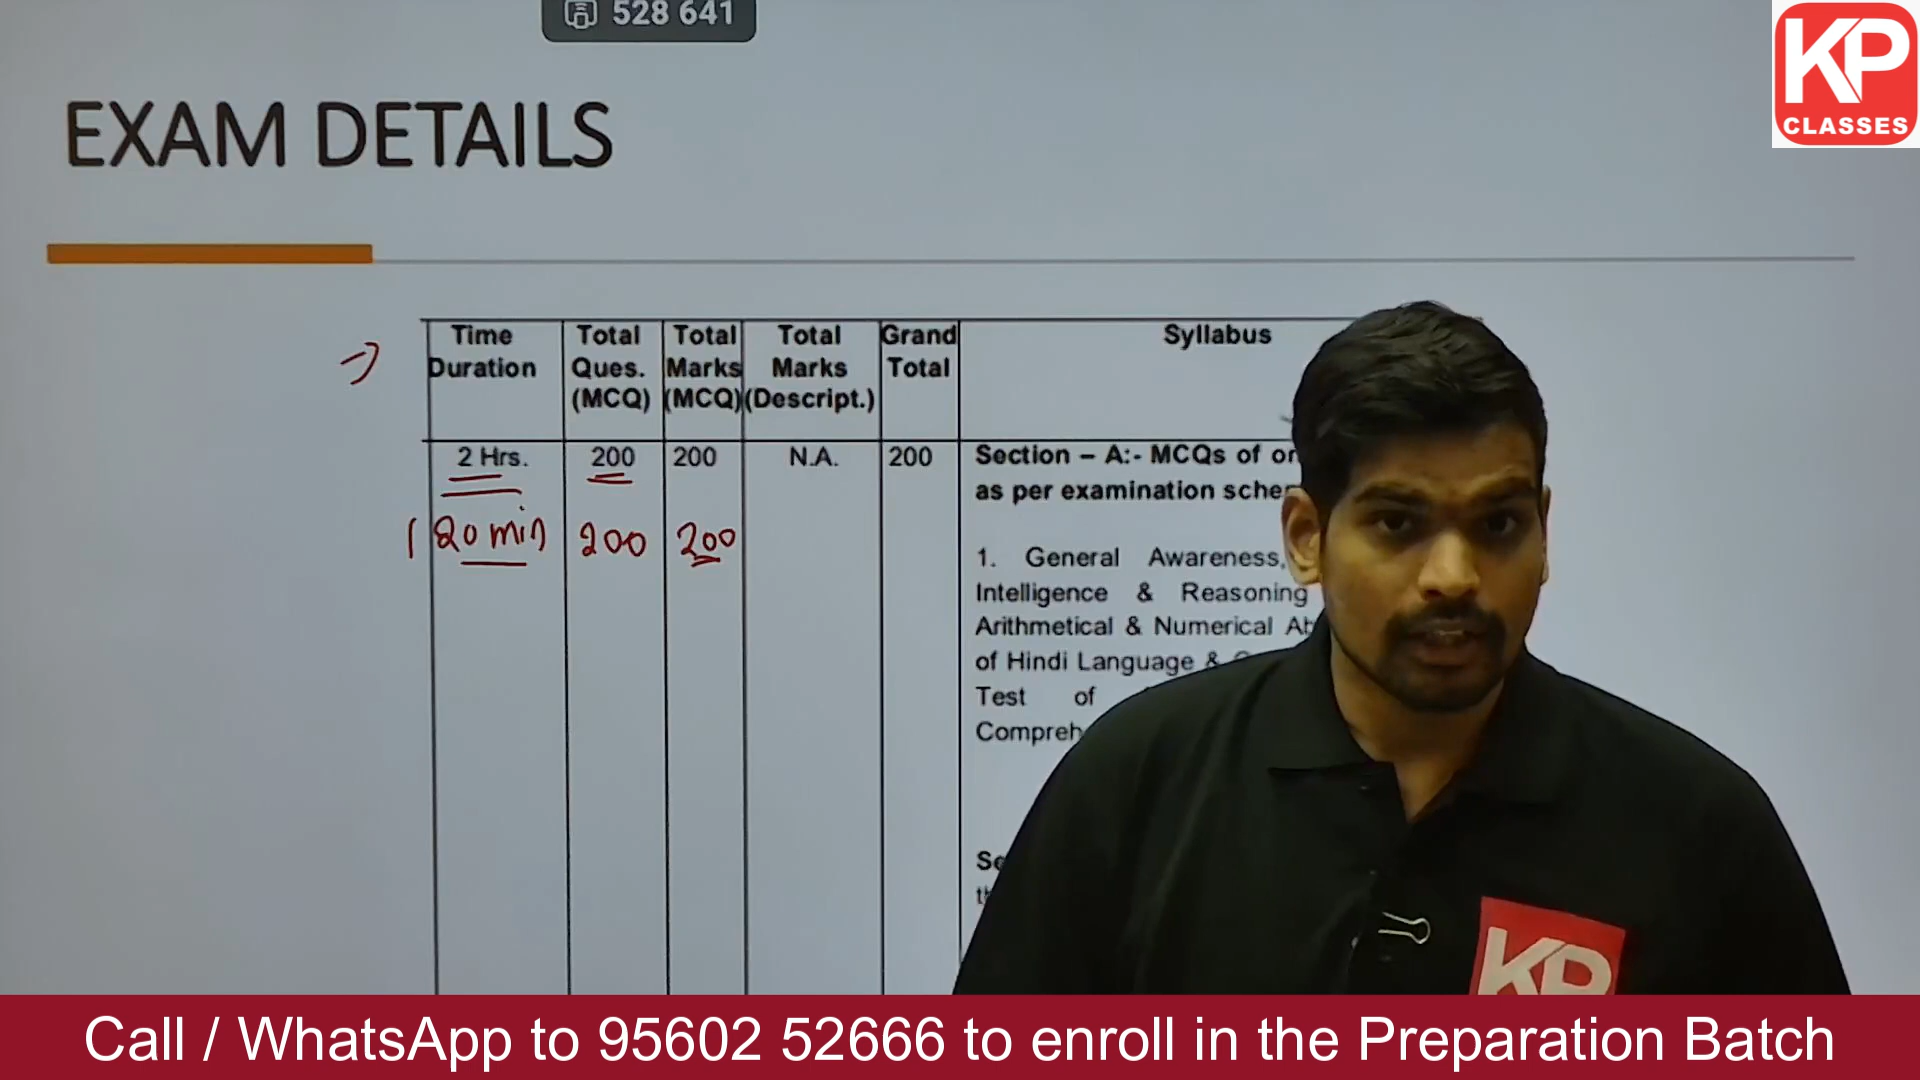 528 641
KP
CLASSES
EXAM DETAILS
Time Duration
Total Ques. (MCQ)
Total Marks (MCQ)
Total Marks (Descript.)
Grand Total
Syllabus
2 Hrs.
200
200
N.A.
200
120 min
200
200
Section – A:- MCQs of
as per examination
1. General Awareness,
Intelligence & Reasoning
Arithmetical & Numerical
of Hindi Language &
Test of
KP
Call / WhatsApp to 95602 52666 to enroll in the Preparation Batch